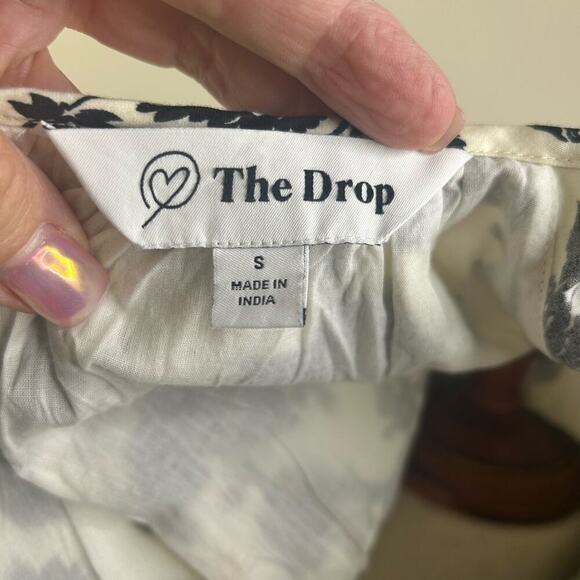 The Drop
S
MADE IN
INDIA